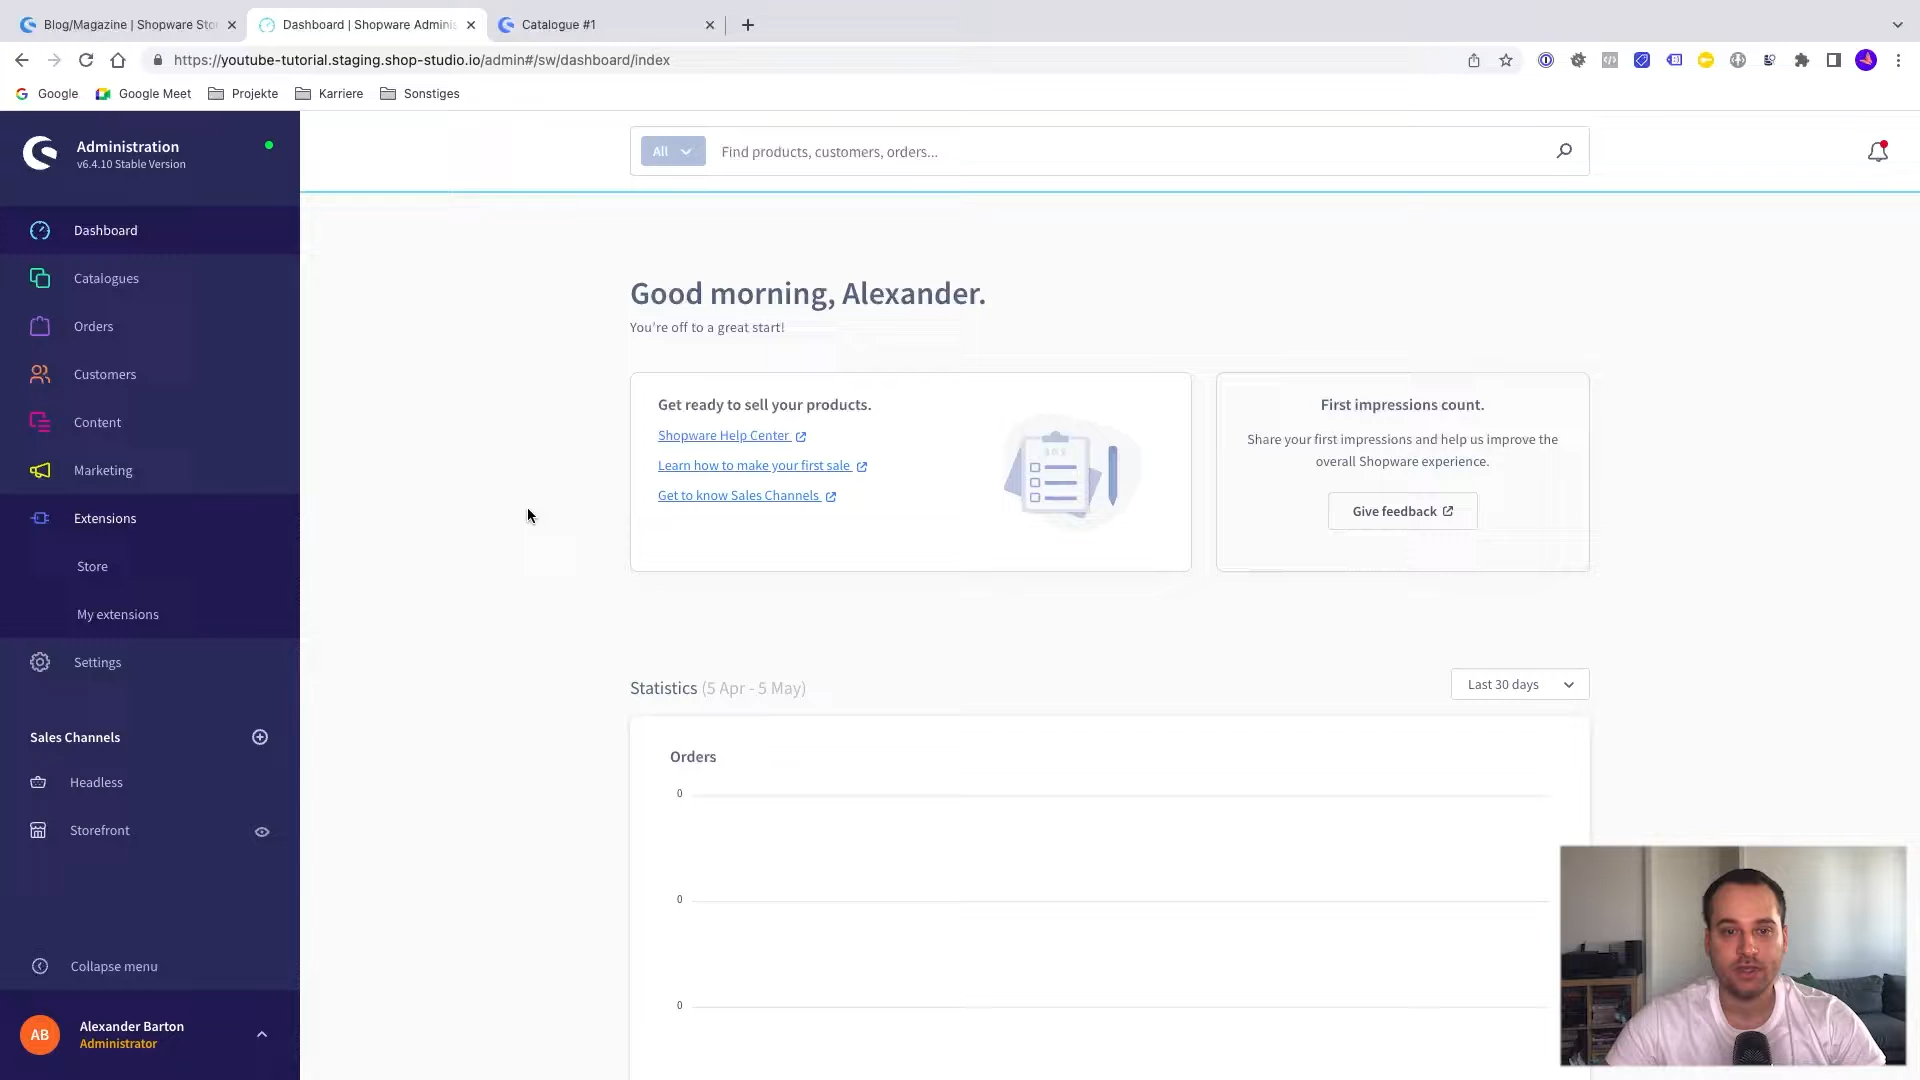 Blog/Magazine | Shopware Sto
Dashboard | Shopware Adminis
Catalogue #1
https://youtube-tutorial.staging.shop-studio.io/admin#/sw/dashboard/index
Google
Google Meet
Projekte
Karriere
Sonstiges
Administration
v6.4.10 Stable Version
All
Find products, customers, orders...
Dashboard
Catalogues
Orders
Customers
Content
Marketing
Extensions
Store
My extensions
Settings
Sales Channels
Headless
Storefront
Collapse menu
AB
Alexander Barton
Administrator
Good morning, Alexander.
You're off to a great start!
Get ready to sell your products.
Shopware Help Center
Learn how to make your first sale
Get to know Sales Channels
First impressions count.
Share your first impressions and help us improve the
overall Shopware experience.
Give feedback
Statistics (5 Apr - 5 May)
Last 30 days
Orders
0
0
0